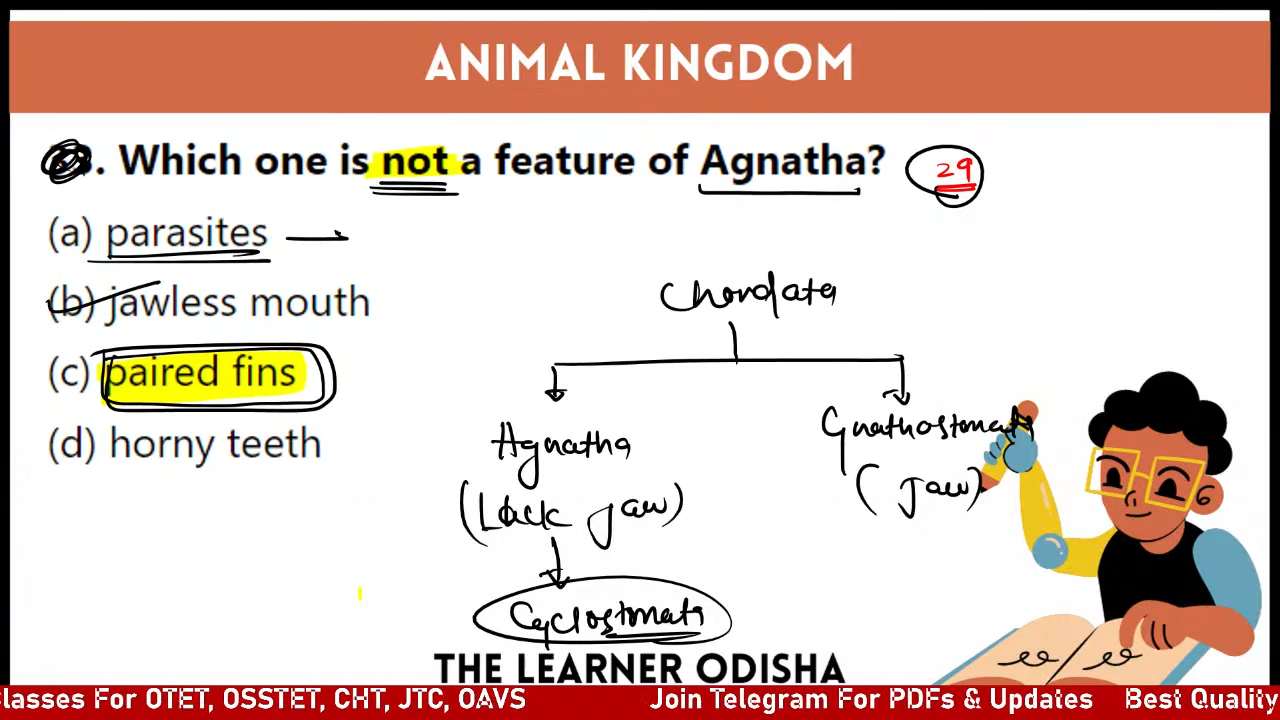 ANIMAL KINGDOM
3. Which one is not a feature of Agnatha?
29
(a) parasites
(b) jawless mouth
(c) paired fins
(d) horny teeth
Chordata
Agnatha
(Lack jaw)
Cyclostomata
Gnathostomata
(Jaw)
THE LEARNER ODISHA
Classes For OTET, OSSTET, CHT, JTC, OAVS
Join Telegram For PDFs & Updates
Best Quality